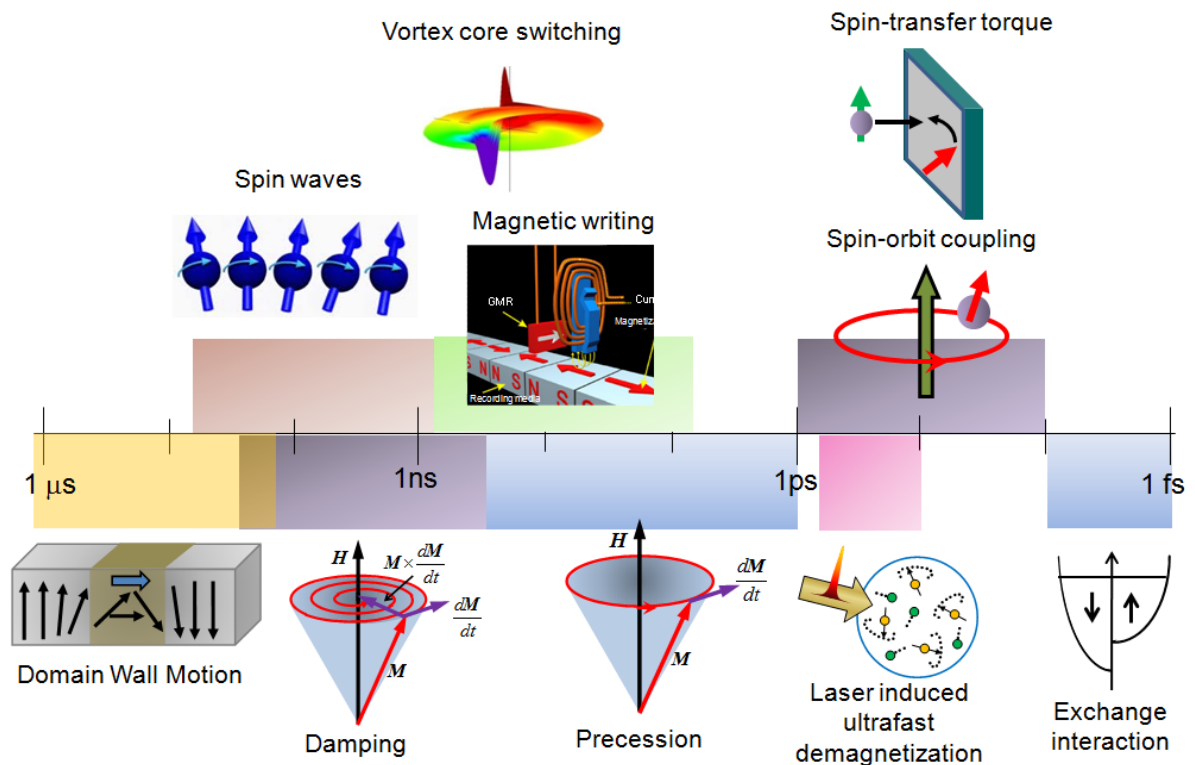 Vortex core switching
Spin-transfer torque
Spin waves
Magnetic writing
Spin-orbit coupling
GMR
N
N
S
S
N
S
Recording media
1 μs
1ns
1ps
1 fs
H
M × dM/dt
dM/dt
M
H
dM/dt
M
Domain Wall Motion
Damping
Precession
Laser induced
ultrafast
demagnetization
Exchange
interaction